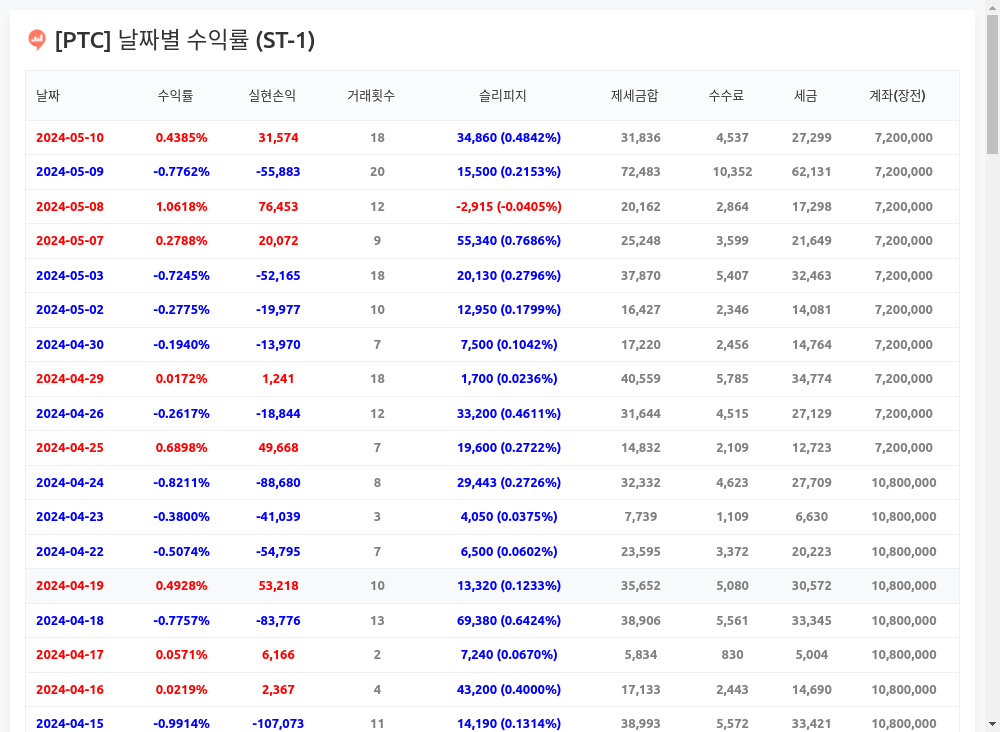 [PTC] 날짜별 수익률 (ST-1)
날짜 수익률 실현손익 거래횟수 슬리피지 제세금합 수수료 세금 계좌(장전)
2024-05-10 0.4385% 31,574 18 34,860 (0.4842%) 31,836 4,537 27,299 7,200,000
2024-05-09 -0.7762% -55,883 20 15,500 (0.2153%) 72,483 10,352 62,131 7,200,000
2024-05-08 1.0618% 76,453 12 -2,915 (-0.0405%) 20,162 2,864 17,298 7,200,000
2024-05-07 0.2788% 20,072 9 55,340 (0.7686%) 25,248 3,599 21,649 7,200,000
2024-05-03 -0.7245% -52,165 18 20,130 (0.2796%) 37,870 5,407 32,463 7,200,000
2024-05-02 -0.2775% -19,977 10 12,950 (0.1799%) 16,427 2,346 14,081 7,200,000
2024-04-30 -0.1940% -13,970 7 7,500 (0.1042%) 17,220 2,456 14,764 7,200,000
2024-04-29 0.0172% 1,241 18 1,700 (0.0236%) 40,559 5,785 34,774 7,200,000
2024-04-26 -0.2617% -18,844 12 33,200 (0.4611%) 31,644 4,515 27,129 7,200,000
2024-04-25 0.6898% 49,668 7 19,600 (0.2722%) 14,832 2,109 12,723 7,200,000
2024-04-24 -0.8211% -88,680 8 29,443 (0.2726%) 32,332 4,623 27,709 10,800,000
2024-04-23 -0.3800% -41,039 3 4,050 (0.0375%) 7,739 1,109 6,630 10,800,000
2024-04-22 -0.5074% -54,795 7 6,500 (0.0602%) 23,595 3,372 20,223 10,800,000
2024-04-19 0.4928% 53,218 10 13,320 (0.1233%) 35,652 5,080 30,572 10,800,000
2024-04-18 -0.7757% -83,776 13 69,380 (0.6424%) 38,906 5,561 33,345 10,800,000
2024-04-17 0.0571% 6,166 2 7,240 (0.0670%) 5,834 830 5,004 10,800,000
2024-04-16 0.0219% 2,367 4 43,200 (0.4000%) 17,133 2,443 14,690 10,800,000
2024-04-15 -0.9914% -107,073 11 14,190 (0.1314%) 38,993 5,572 33,421 10,800,000